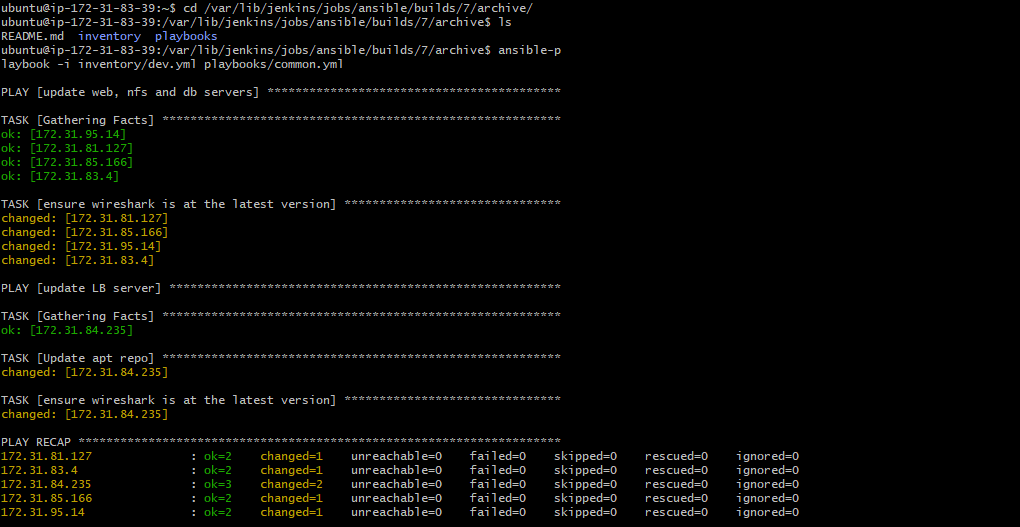 ubuntu@ip-172-31-83-39:~$ cd /var/lib/jenkins/jobs/ansible/builds/7/archive/
ubuntu@ip-172-31-83-39:/var/lib/jenkins/jobs/ansible/builds/7/archive$ ls
README.md  inventory  playbooks
ubuntu@ip-172-31-83-39:/var/lib/jenkins/jobs/ansible/builds/7/archive$ ansible-p
laybook -i inventory/dev.yml playbooks/common.yml

PLAY [update web, nfs and db servers] ******************************************

TASK [Gathering Facts] *********************************************************
ok: [172.31.95.14]
ok: [172.31.81.127]
ok: [172.31.85.166]
ok: [172.31.83.4]

TASK [ensure wireshark is at the latest version] *******************************
changed: [172.31.81.127]
changed: [172.31.85.166]
changed: [172.31.95.14]
changed: [172.31.83.4]

PLAY [update LB server] ********************************************************

TASK [Gathering Facts] *********************************************************
ok: [172.31.84.235]

TASK [Update apt repo] *********************************************************
changed: [172.31.84.235]

TASK [ensure wireshark is at the latest version] *******************************
changed: [172.31.84.235]

PLAY RECAP *********************************************************************
172.31.81.127              : ok=2    changed=1    unreachable=0    failed=0    skipped=0    rescued=0    ignored=0
172.31.83.4                : ok=2    changed=1    unreachable=0    failed=0    skipped=0    rescued=0    ignored=0
172.31.84.235              : ok=3    changed=2    unreachable=0    failed=0    skipped=0    rescued=0    ignored=0
172.31.85.166              : ok=2    changed=1    unreachable=0    failed=0    skipped=0    rescued=0    ignored=0
172.31.95.14               : ok=2    changed=1    unreachable=0    failed=0    skipped=0    rescued=0    ignored=0